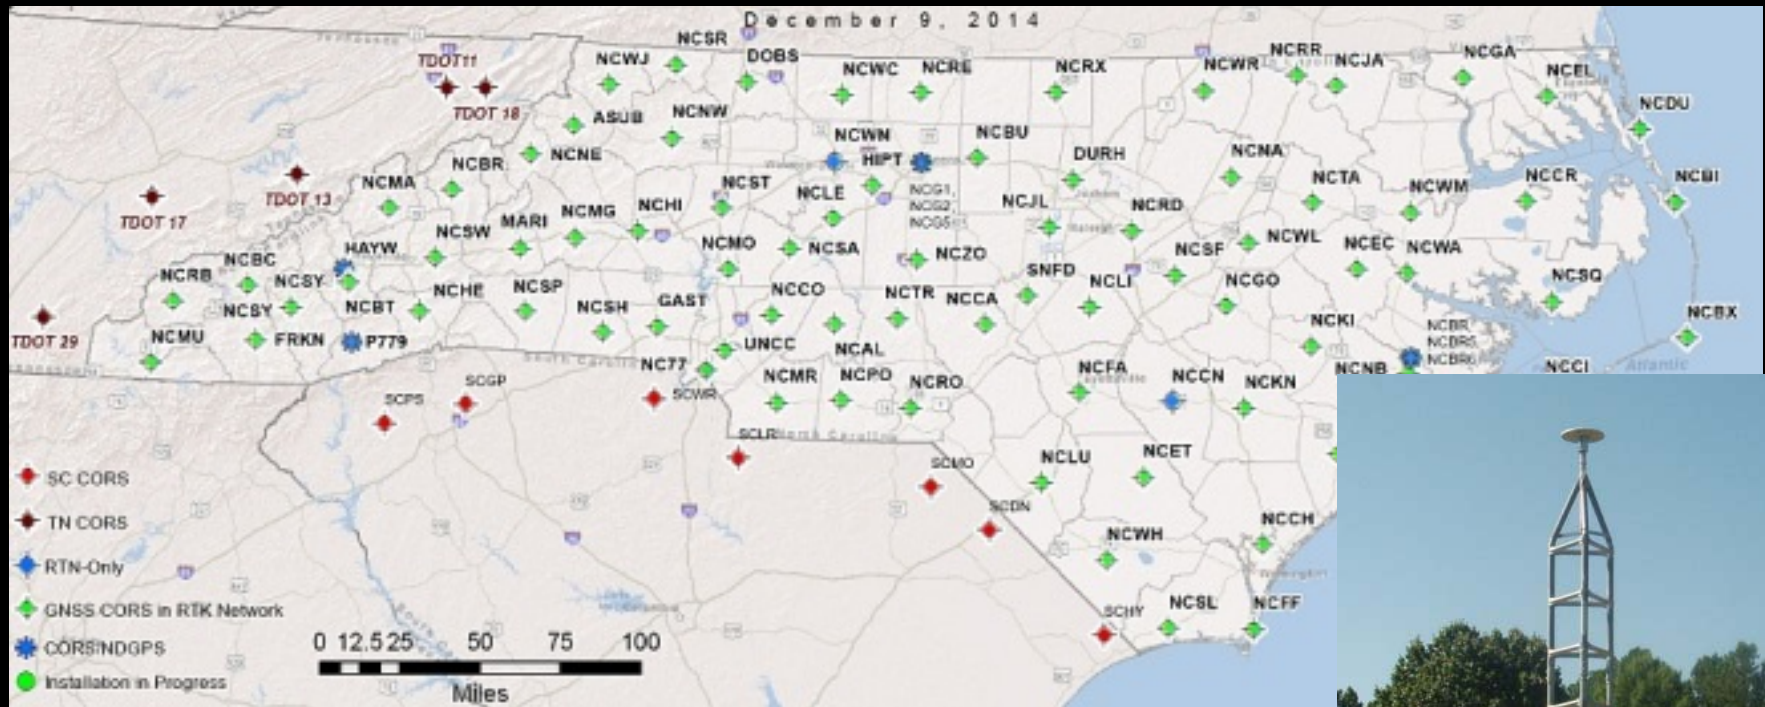 December 9, 2014
NCSR
NCWJ
DOBS
NCWC
NCRE
NCRX
NCWR
NCRR
NCJA
NCGA
NCEL
NCDU
TDOT11
TDOT 18
ASUB
NCNW
NCWN
NCBU
NCNE
NCBR
HIPT
DURH
NCNA
TDOT 13
NCMA
NCST
NCLE
NCG1,
NCG2,
NCG5
NCTA
NCWM
NCCR
NCBI
TDOT 17
MARI
NCMG
NCHI
NCJL
NCRD
NCSW
HAYW
NCMO
NCSA
NCZO
NCSF
NCWL
NCEC
NCWA
NCRB
NCBC
NCSY
SNFD
NCLI
NCGO
NCSQ
NCSY
NCBT
NCHE
NCSP
NCSH
GAST
NCCO
NCTR
NCCA
NCKI
NCBX
TDOT 29
NCMU
FRKN
P779
South Carolina
NC77
UNCC
NCAL
NCBR,
NCBR5,
NCBR6
NCNB
NCCI
Atlantic
SCGP
SCPS
SCWR
NCMR
NCPO
NCRO
NCFA
NCCN
NCKN
SCLR
North Carolina
SCMO
NCLU
NCET
SCDN
NCWH
NCCH
SCHY
NCSL
NCFF
SC CORS
TN CORS
RTN-Only
GNSS CORS in RTK Network
CORS/NDGPS
Installation in Progress
0 12.5 25 50 75 100
Miles